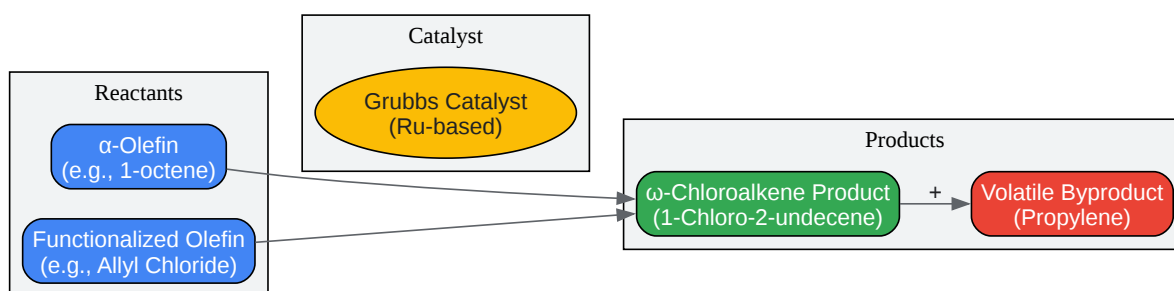 Catalyst
Grubbs Catalyst
(Ru-based)
Reactants
α-Olefin
(e.g., 1-octene)
Functionalized Olefin
(e.g., Allyl Chloride)
Products
ω-Chloroalkene Product
(1-Chloro-2-undecene)
+
Volatile Byproduct
(Propylene)